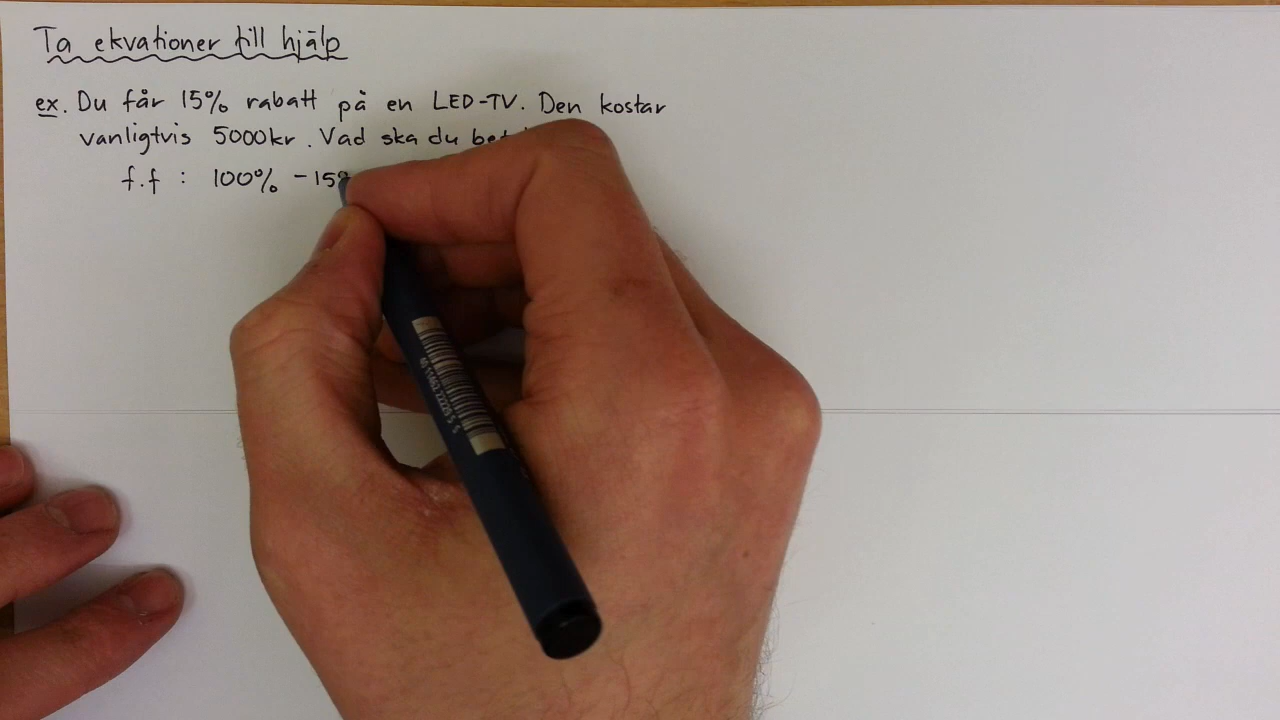 Ta ekvationer till hjälp
ex. Du får 15% rabatt på en LED-TV. Den kostar
vanligtvis 5000kr. Vad ska du
f.f : 100% -15%